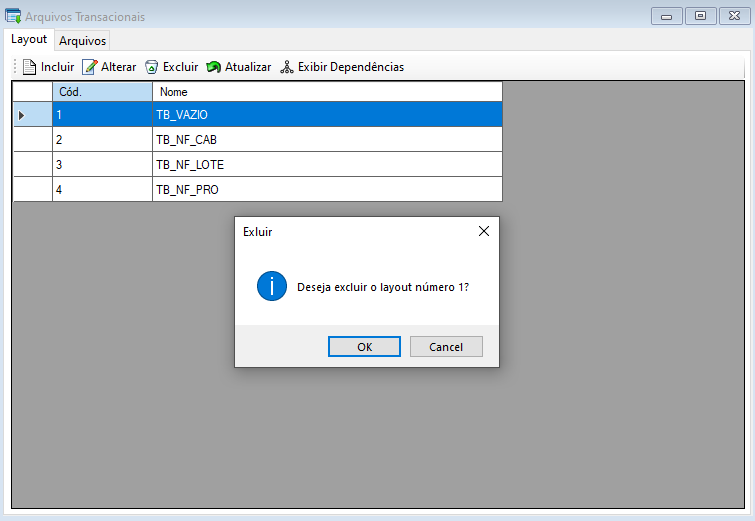 Arquivos Transacionais
Layout Arquivos
Incluir Alterar Excluir Atualizar Exibir Dependências
Cód. Nome
1 TB_VAZIO
2 TB_NF_CAB
3 TB_NF_LOTE
4 TB_NF_PRO
Exluir
Deseja excluir o layout número 1?
OK Cancel